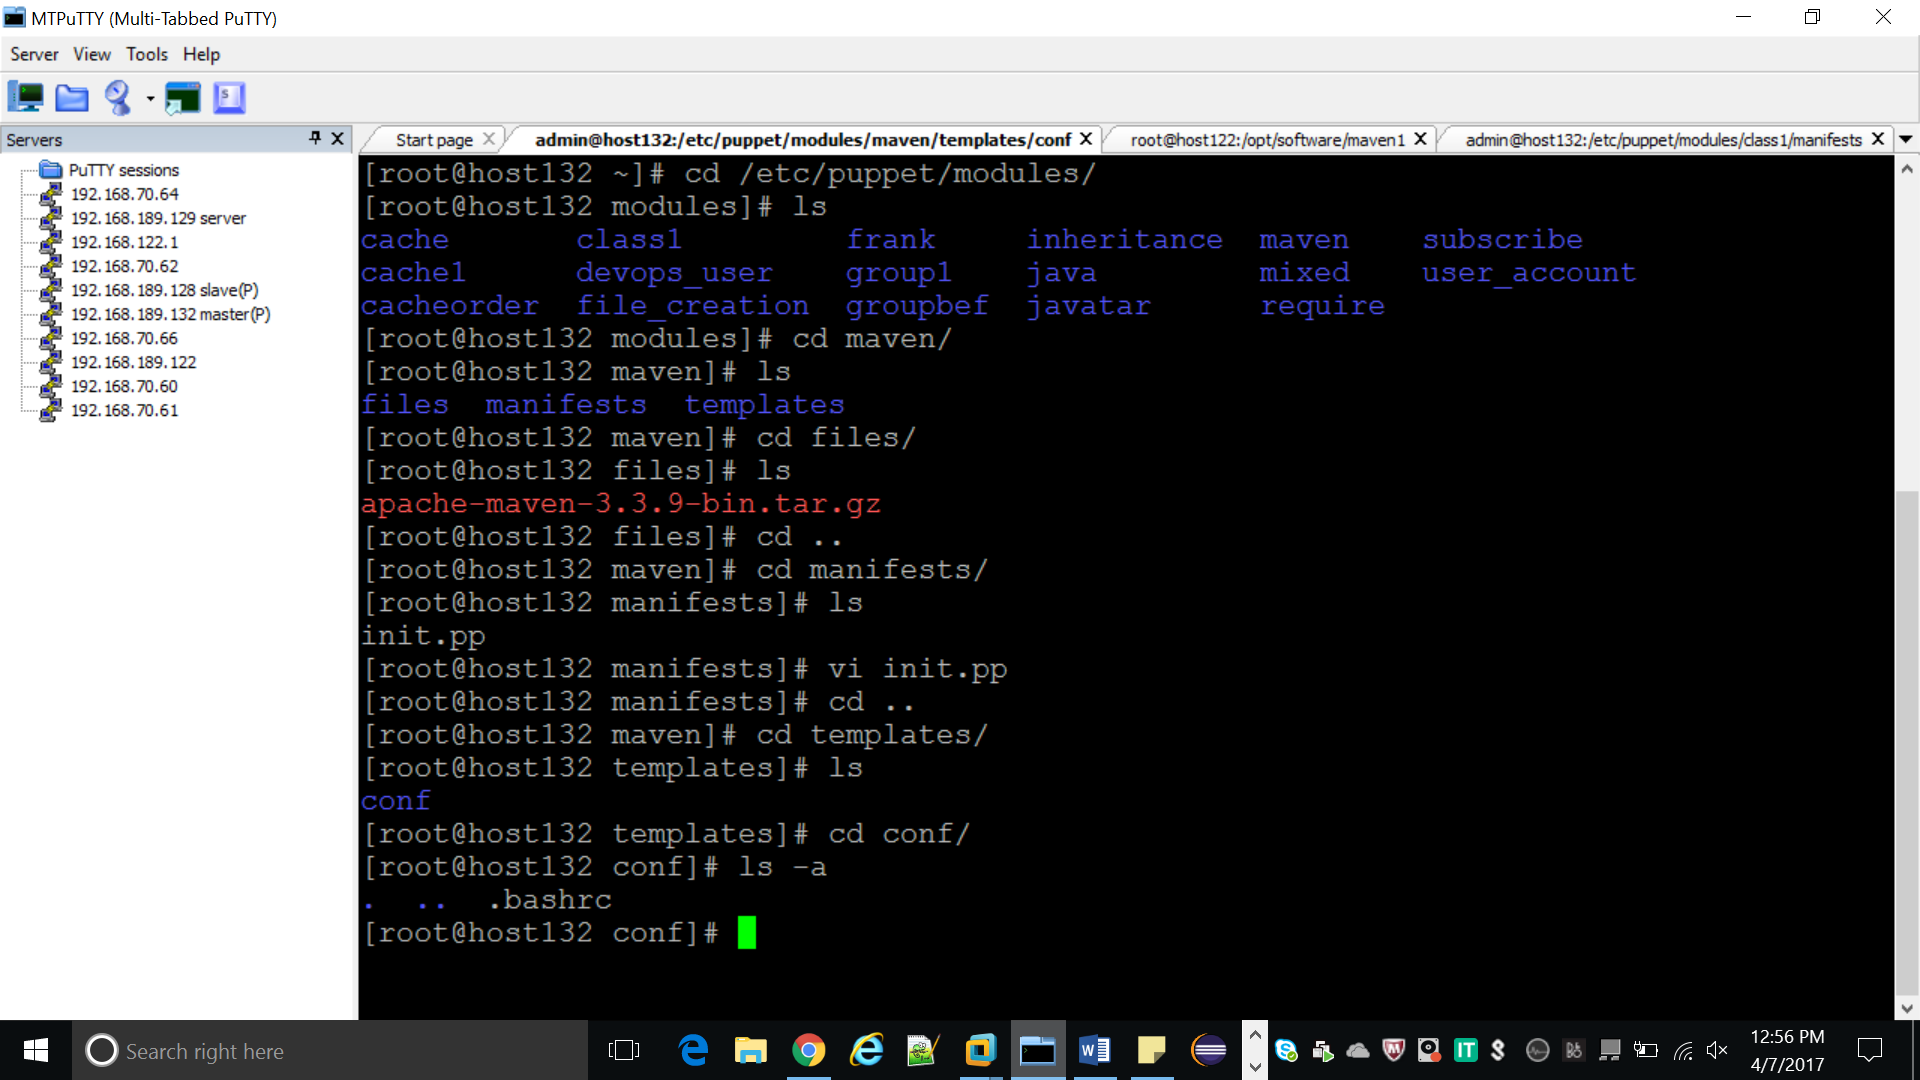 MTPuTTY (Multi-Tabbed PuTTY)
Server View Tools Help
Servers
PuTTY sessions
192.168.70.64
192.168.189.129 server
192.168.122.1
192.168.70.62
192.168.189.128 slave(P)
192.168.189.132 master(P)
192.168.70.66
192.168.189.122
192.168.70.60
192.168.70.61
Start page admin@host132:/etc/puppet/modules/maven/templates/conf root@host122:/opt/software/maven1 admin@host132:/etc/puppet/modules/class1/manifests
[root@host132 ~]# cd /etc/puppet/modules/
[root@host132 modules]# ls
cache class1 frank inheritance maven subscribe
cache1 devops_user group1 java mixed user_account
cacheorder file_creation groupbef javatar require
[root@host132 modules]# cd maven/
[root@host132 maven]# ls
files manifests templates
[root@host132 maven]# cd files/
[root@host132 files]# ls
apache-maven-3.3.9-bin.tar.gz
[root@host132 files]# cd ..
[root@host132 maven]# cd manifests/
[root@host132 manifests]# ls
init.pp
[root@host132 manifests]# vi init.pp
[root@host132 manifests]# cd ..
[root@host132 maven]# cd templates/
[root@host132 templates]# ls
conf
[root@host132 templates]# cd conf/
[root@host132 conf]# ls -a
. .. .bashrc
[root@host132 conf]#
Search right here
12:56 PM
4/7/2017